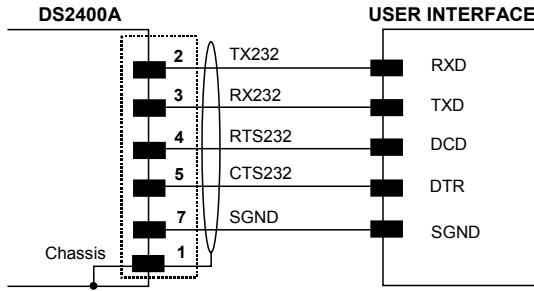 DS2400A USER INTERFACE
2 TX232 RXD
3 RX232 TXD
4 RTS232 DCD
5 CTS232 DTR
7 SGND SGND
Chassis 1